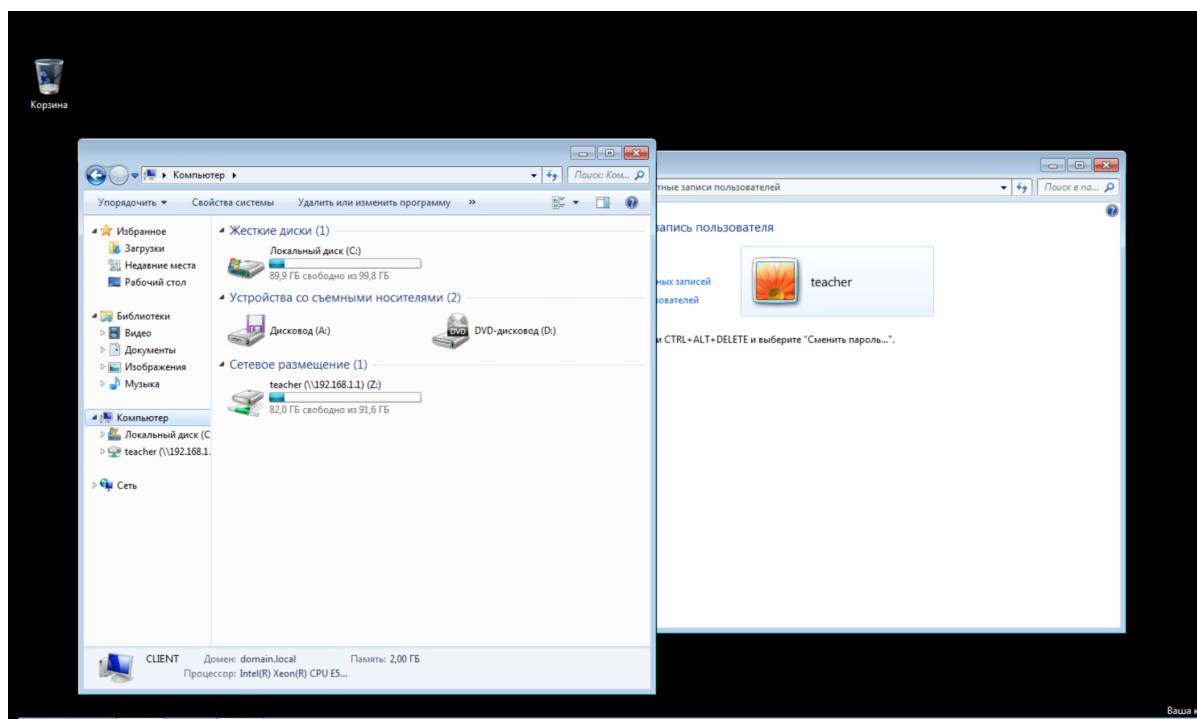 Корзина
Компьютер
Поиск: Ком...
Упорядочить
Свойства системы
Удалить или изменить программу
»
Избранное
Загрузки
Недавние места
Рабочий стол
Библиотеки
Видео
Документы
Изображения
Музыка
Компьютер
Локальный диск (C
teacher (\\192.168.1.
Сеть
Жесткие диски (1)
Локальный диск (C:)
89,9 ГБ свободно из 99,8 ГБ
Устройства со съемными носителями (2)
Дисковод (A:)
DVD-дисковод (D:)
Сетевое размещение (1)
teacher (\\192.168.1.1) (Z:)
82,0 ГБ свободно из 91,6 ГБ
CLIENT Домен: domain.local Память: 2,00 ГБ
Процессор: Intel(R) Xeon(R) CPU E5...
тные записи пользователей
Поиск в па...
запись пользователя
ных записей
ователей
teacher
и CTRL+ALT+DELETE и выберите "Сменить пароль...".
Ваша к